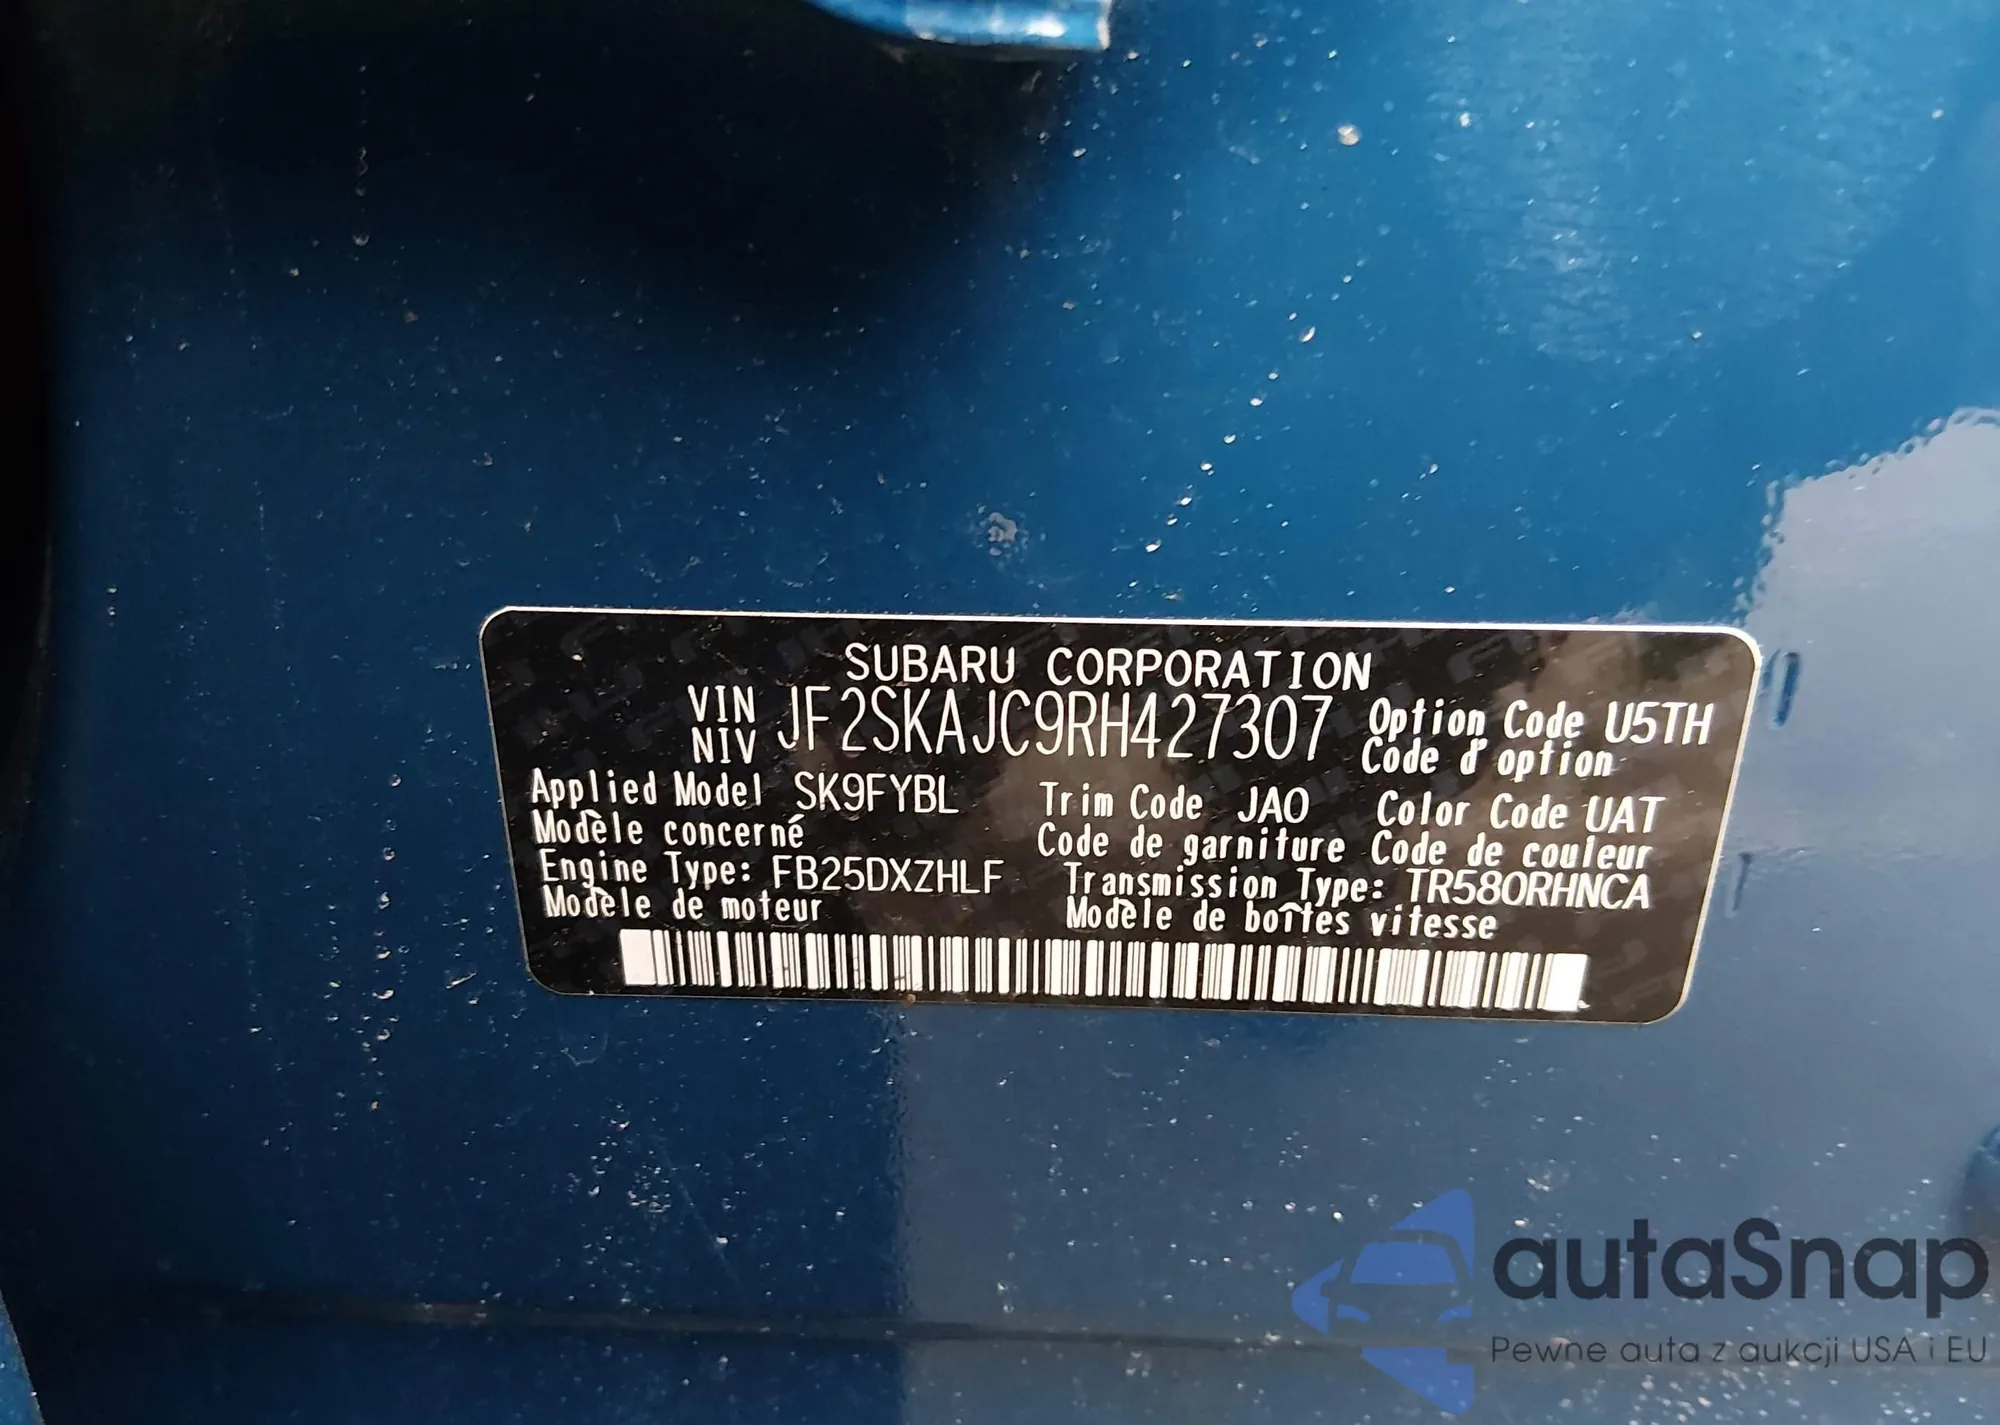 SUBARU CORPORATION
VIN JF2SKAJC9RH427307 Option Code U5TH
NIV Code d'option
Applied Model SK9FYBL Trim Code JA0 Color Code UAT
Modèle concerné Code de garniture Code de couleur
Engine Type: FB25DXZHLF Transmission Type: TR580RHNCA
Modèle de moteur Modèle de boîtes vitesse
autaSnap
Pewne auta z aukcji USA i EU